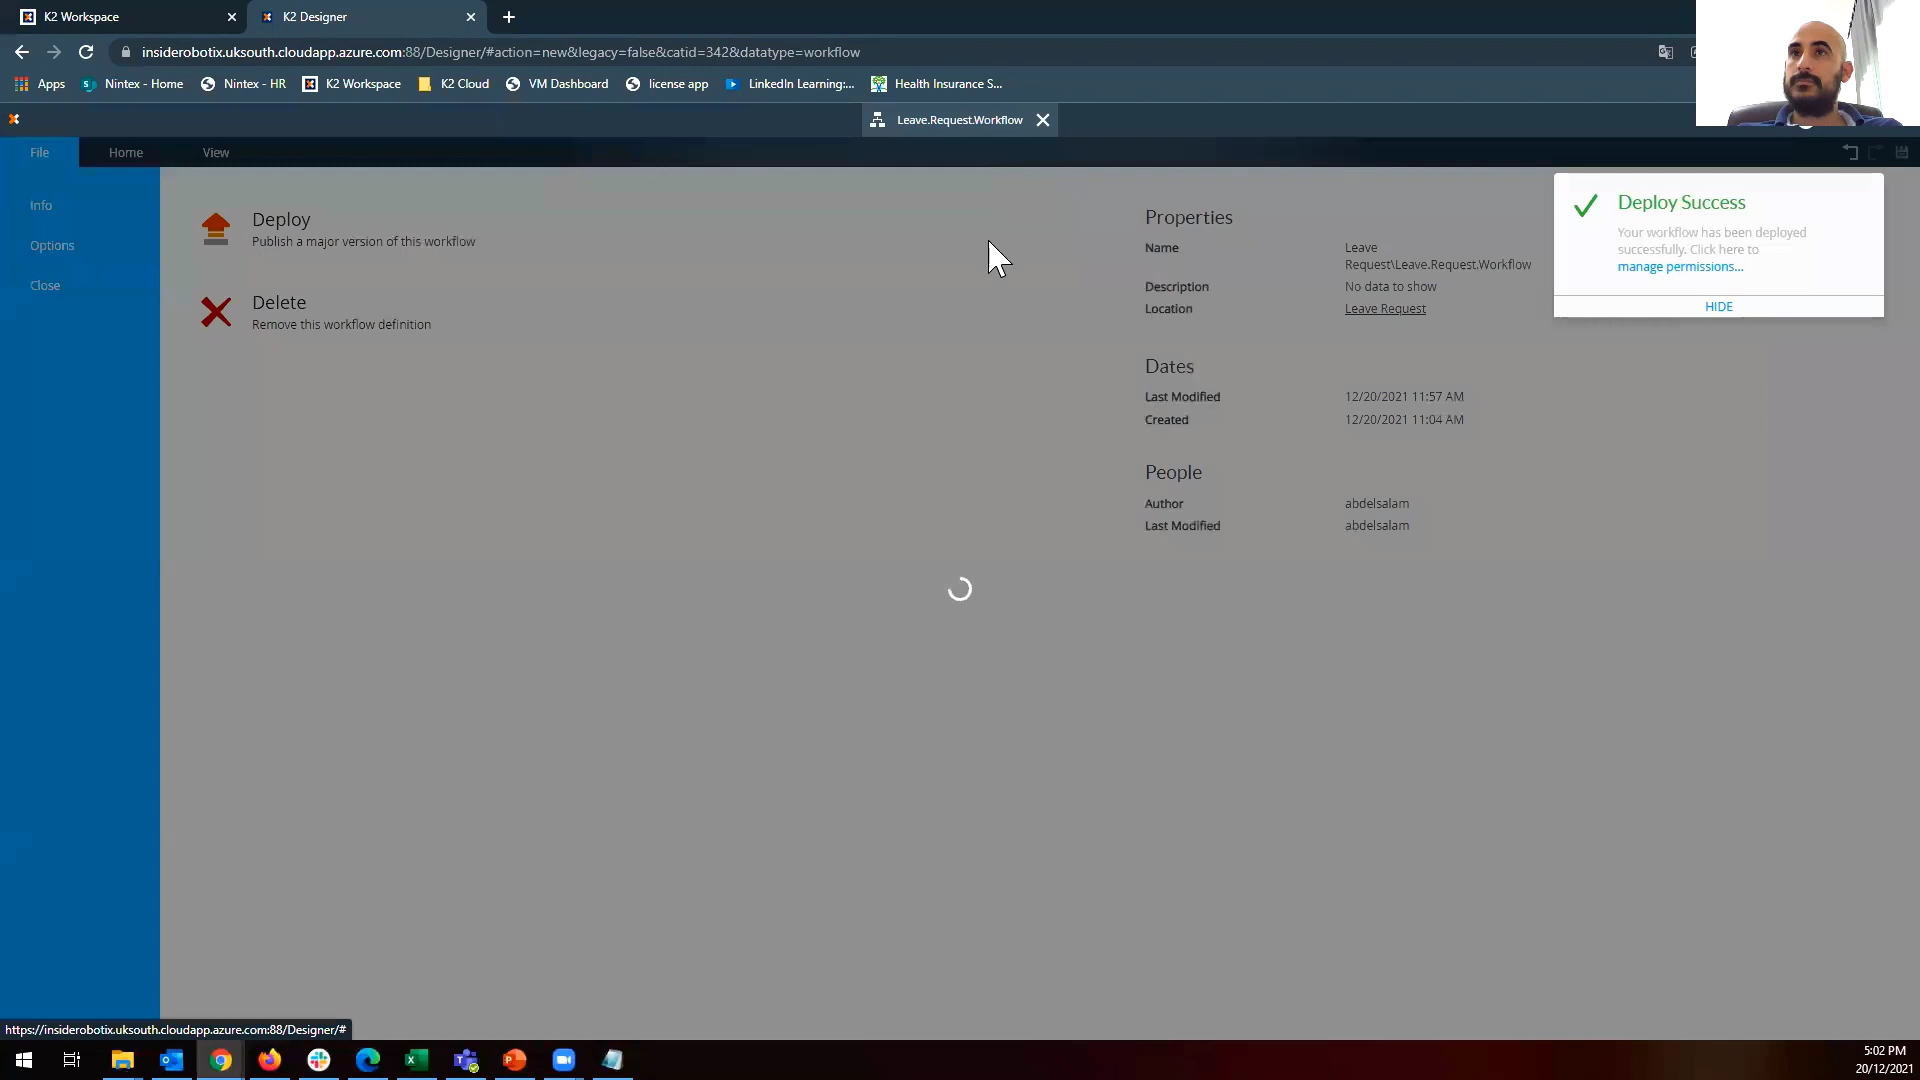 K2 Workspace
K2 Designer
insiderobotix.uksouth.cloudapp.azure.com:88/Designer/#action=new&legacy=false&catid=342&datatype=workflow
Apps
Nintex - Home
Nintex - HR
K2 Workspace
K2 Cloud
VM Dashboard
license app
LinkedIn Learning:...
Health Insurance S...
Leave.Request.Workflow
File
Home
View
Info
Options
Close
Deploy
Publish a major version of this workflow
Delete
Remove this workflow definition
Properties
Name
Leave
Request\Leave.Request.Workflow
Description
No data to show
Location
Leave Request
Dates
Last Modified
12/20/2021 11:57 AM
Created
12/20/2021 11:04 AM
People
Author
abdelsalam
Last Modified
abdelsalam
Deploy Success
Your workflow has been deployed
successfully. Click here to
manage permissions...
HIDE
https://insiderobotix.uksouth.cloudapp.azure.com:88/Designer/#
5:02 PM
20/12/2021